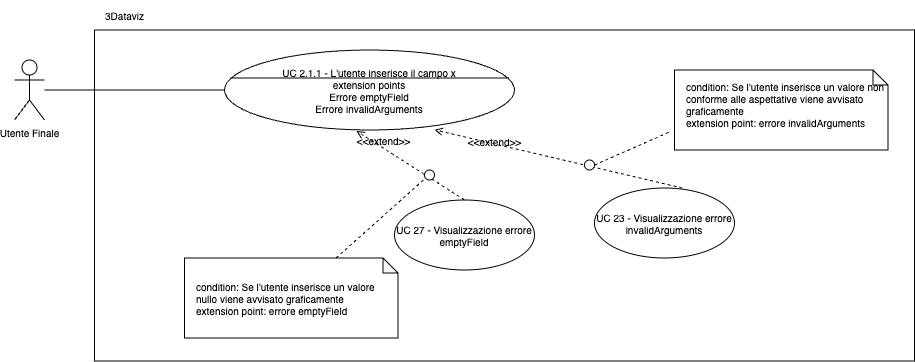 3Dataviz
UC 2.1.1 - L'utente inserisce il campo x
extension points
Errore emptyField
Errore invalidArguments
Utente Finale
condition: Se l'utente inserisce un valore non
conforme alle aspettative viene avvisato
graficamente
extension point: errore invalidArguments
<<extend>>
<<extend>>
UC 27 - Visualizzazione errore
emptyField
UC 23 - Visualizzazione errore
invalidArguments
condition: Se l'utente inserisce un valore
nullo viene avvisato graficamente
extension point: errore emptyField